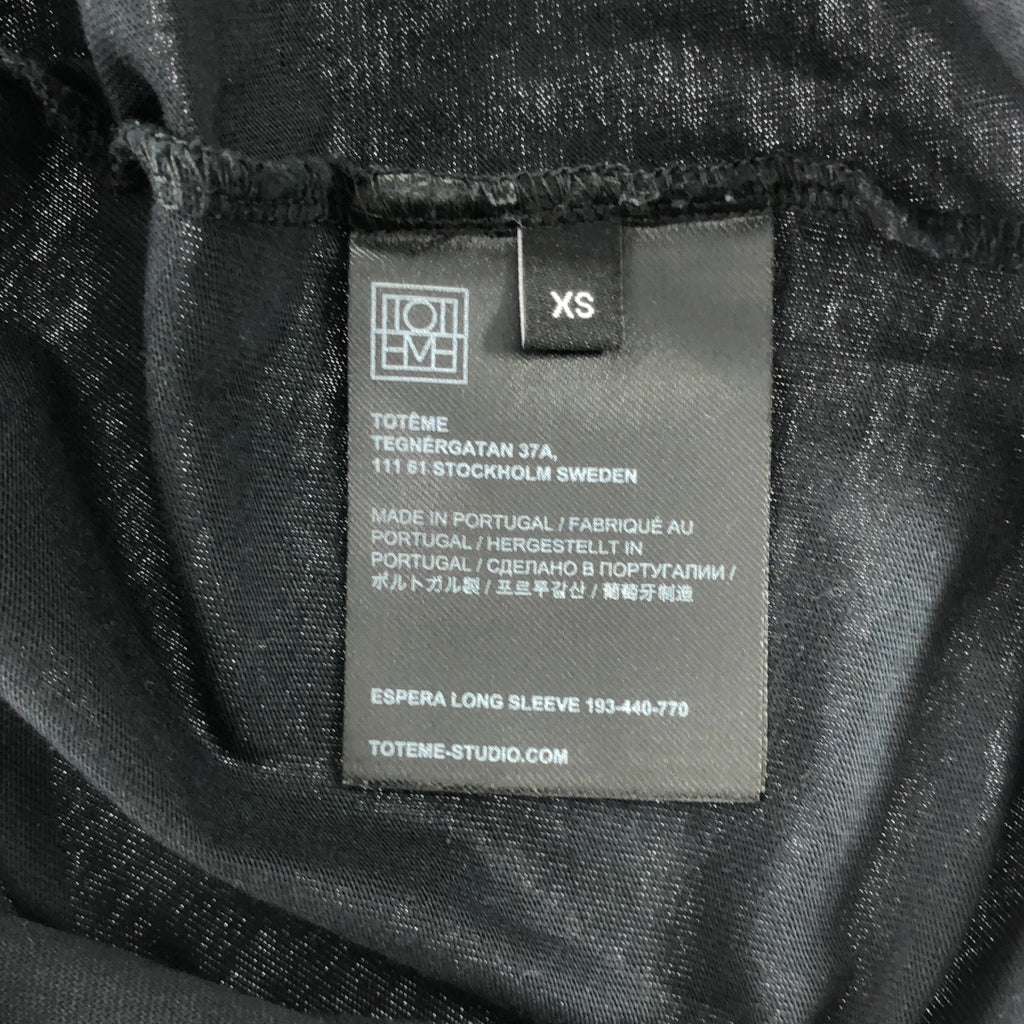 TOT
EME
XS
TOTÊME
TEGNÉRGATAN 37A,
111 61 STOCKHOLM SWEDEN
MADE IN PORTUGAL / FABRIQUÉ AU
PORTUGAL / HERGESTELLT IN
PORTUGAL / СДЕЛАНО В ПОРТУГАЛИИ /
ポルトガル製 / 포르투갈산 / 葡萄牙制造
ESPERA LONG SLEEVE 193-440-770
TOTEME-STUDIO.COM